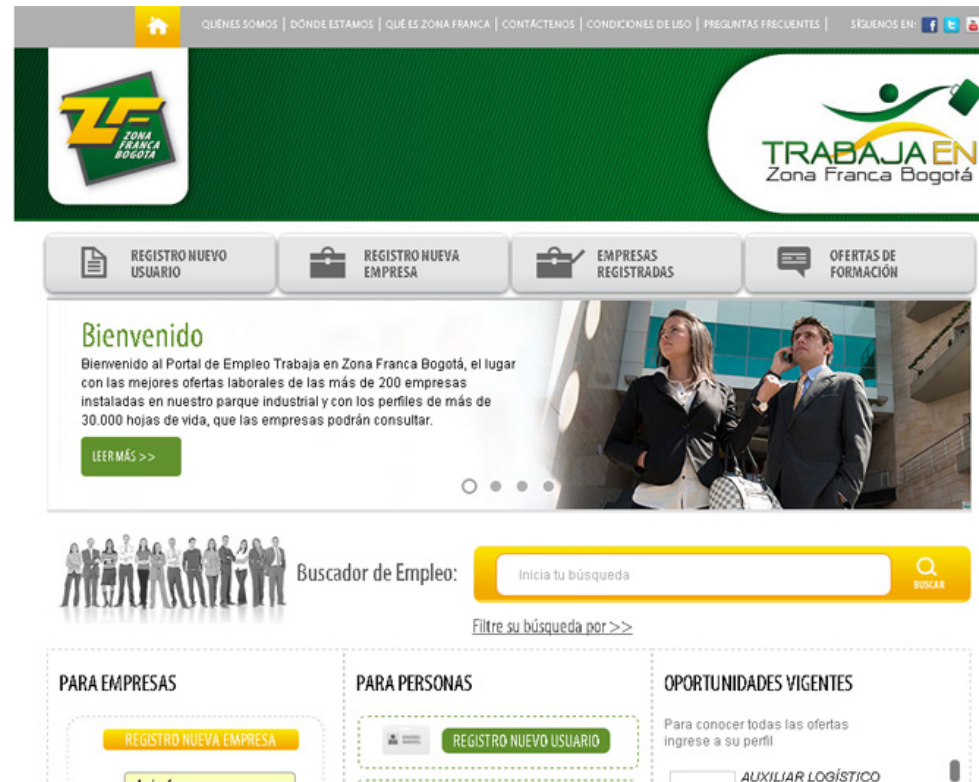 QUIÉNES SOMOS | DÓNDE ESTAMOS | QUÉ ES ZONA FRANCA | CONTÁCTENOS | CONDICIONES DE USO | PREGUNTAS FRECUENTES | SÍGUENOS EN:
ZF
ZONA
FRANCA
BOGOTÁ
TRABAJA EN
Zona Franca Bogotá
REGISTRO NUEVO
USUARIO
REGISTRO NUEVA
EMPRESA
EMPRESAS
REGISTRADAS
OFERTAS DE
FORMACIÓN
Bienvenido
Bienvenido al Portal de Empleo Trabaja en Zona Franca Bogotá, el lugar
con las mejores ofertas laborales de las más de 200 empresas
instaladas en nuestro parque industrial y con los perfiles de más de
30.000 hojas de vida, que las empresas podrán consultar.
LEER MÁS >>
Buscador de Empleo:
Inicia tu búsqueda
BUSCAR
Filtre su búsqueda por >>
PARA EMPRESAS
PARA PERSONAS
OPORTUNIDADES VIGENTES
REGISTRO NUEVA EMPRESA
REGISTRO NUEVO USUARIO
Para conocer todas las ofertas
ingrese a su perfil
AUXILIAR LOGÍSTICO